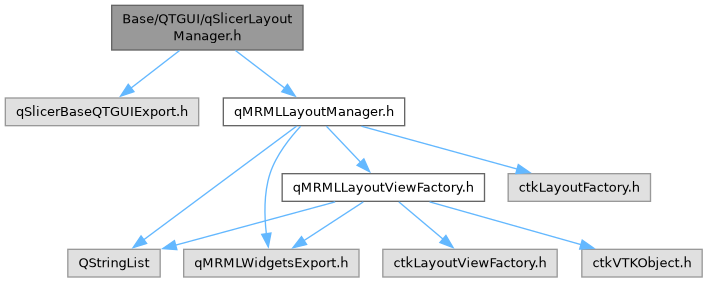 Base/QTGUI/qSlicerLayout
Manager.h
qSlicerBaseQTGUIExport.h
qMRMLLayoutManager.h
qMRMLLayoutViewFactory.h
ctkLayoutFactory.h
QStringList
qMRMLWidgetsExport.h
ctkLayoutViewFactory.h
ctkVTKObject.h